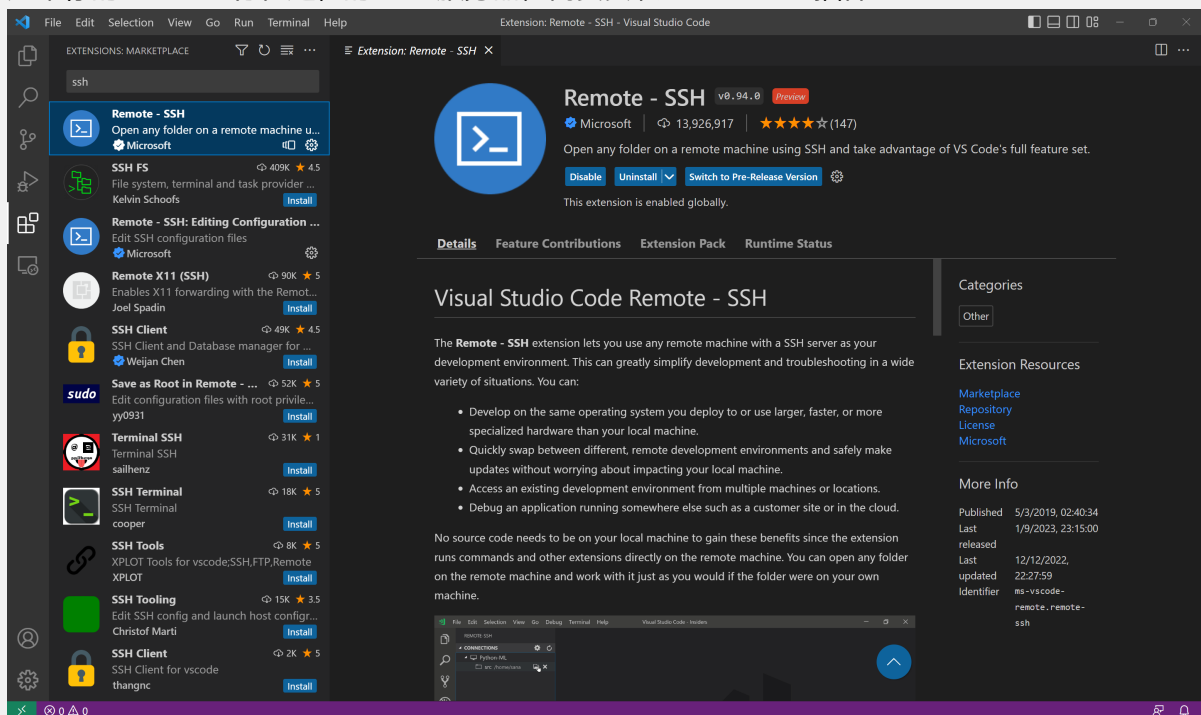 File Edit Selection View Go Run Terminal Help
Extension: Remote - SSH - Visual Studio Code
EXTENSIONS: MARKETPLACE
ssh
Remote - SSH
Open any folder on a remote machine u...
Microsoft
SSH FS 409K ★ 4.5
File system, terminal and task provider ...
Kelvin Schoofs Install
Remote - SSH: Editing Configuration ...
Edit SSH configuration files
Microsoft
Remote X11 (SSH) 90K ★ 5
Enables X11 forwarding with the Remot...
Joel Spadin Install
SSH Client 49K ★ 4.5
SSH Client and Database manager for ...
Weijan Chen Install
sudo
Save as Root in Remote - ... 52K ★ 5
Edit configuration files with root privile...
yy0931 Install
Terminal SSH 31K ★ 1
Terminal SSH
sailhenz Install
SSH Terminal 18K ★ 5
SSH Terminal
cooper Install
SSH Tools 8K ★ 5
XPLOT Tools for vscode;SSH,FTP,Remote
XPLOT Install
SSH Tooling 15K ★ 3.5
Edit SSH config and launch host configr...
Christof Marti Install
SSH Client 2K ★ 5
SSH Client for vscode
thangnc Install
0 0
Extension: Remote - SSH
Remote - SSH v0.94.0 Preview
Microsoft 13,926,917 ★★★★☆(147)
Open any folder on a remote machine using SSH and take advantage of VS Code's full feature set.
Disable Uninstall Switch to Pre-Release Version
This extension is enabled globally.
Details Feature Contributions Extension Pack Runtime Status
Visual Studio Code Remote - SSH
The Remote - SSH extension lets you use any remote machine with a SSH server as your
development environment. This can greatly simplify development and troubleshooting in a wide
variety of situations. You can:
• Develop on the same operating system you deploy to or use larger, faster, or more
specialized hardware than your local machine.
• Quickly swap between different, remote development environments and safely make
updates without worrying about impacting your local machine.
• Access an existing development environment from multiple machines or locations.
• Debug an application running somewhere else such as a customer site or in the cloud.
No source code needs to be on your local machine to gain these benefits since the extension
runs commands and other extensions directly on the remote machine. You can open any folder
on the remote machine and work with it just as you would if the folder were on your own
machine.
File Edit Selection View Go Debug Terminal Help Visual Studio Code - Insiders
REMOTE SSH
CONNECTIONS
Python-ML
Categories
Other
Extension Resources
Marketplace
Repository
License
Microsoft
More Info
Published 5/3/2019, 02:40:34
Last 1/9/2023, 23:15:00
released
Last 12/12/2022,
updated 22:27:59
Identifier ms-vscode-
remote.remote-
ssh